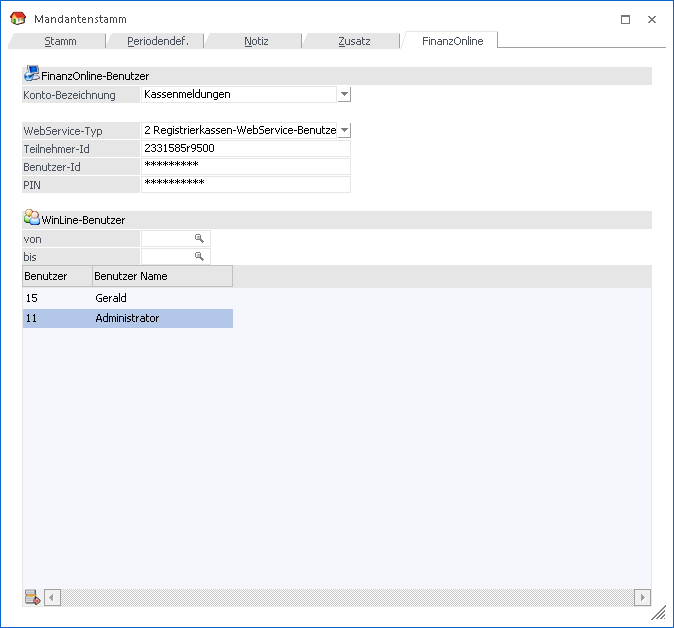 Mandantenstamm
Stamm Periodendef. Notiz Zusatz FinanzOnline
FinanzOnline-Benutzer
Konto-Bezeichnung Kassenmeldungen
WebService-Typ 2 Registrierkassen-WebService-Benutze
Teilnehmer-Id 2331585r9500
Benutzer-Id *********
PIN **********
WinLine-Benutzer
von
bis
Benutzer Benutzer Name
15 Gerald
11 Administrator